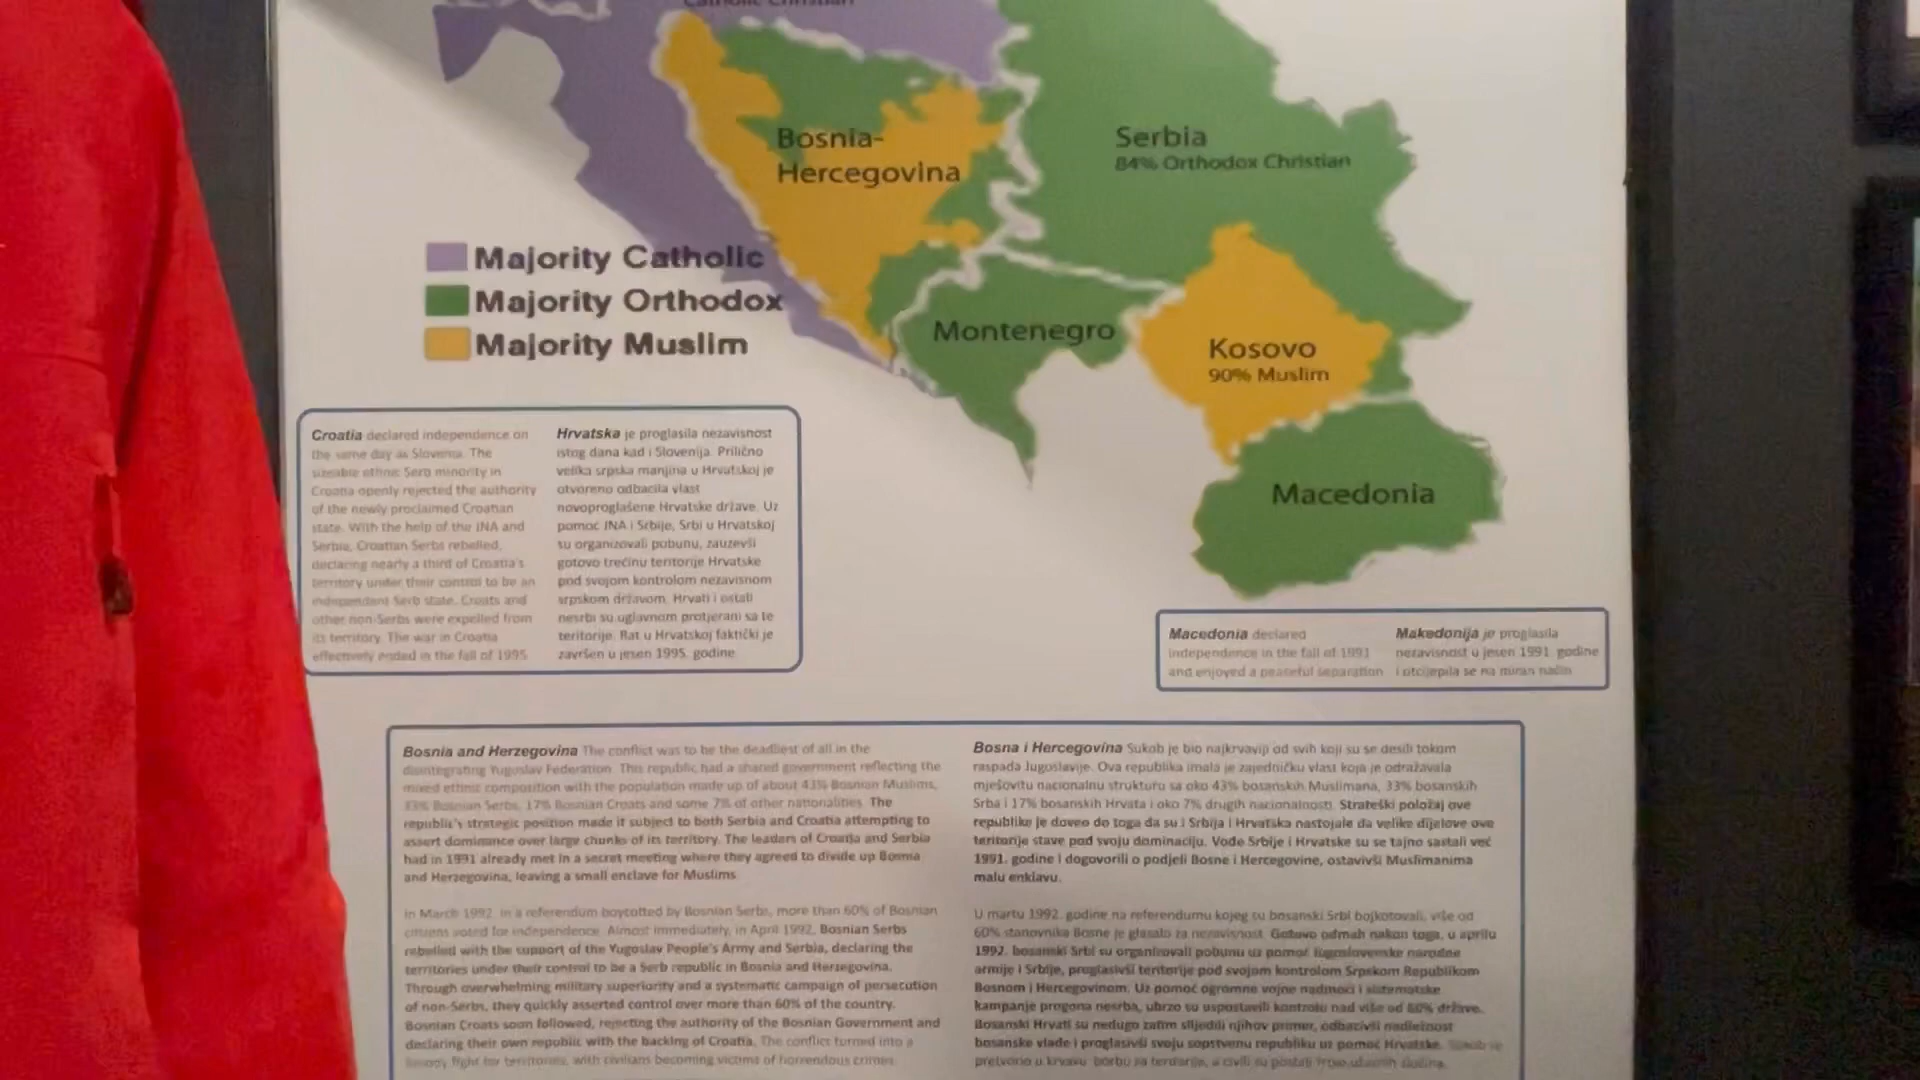 Catholic Christian
Bosnia-
Hercegovina
Serbia
84% Orthodox Christian
Majority Catholic
Majority Orthodox
Majority Muslim
Montenegro
Kosovo
90% Muslim
Macedonia
Croatia declared independence on
the same day as Slovenia. The
sizeable ethnic Serb minority in
Croatia openly rejected the authority
of the newly proclaimed Croatian
state. With the help of the JNA and
Serbia, Croatian Serbs rebelled,
declaring nearly a third of Croatia's
territory under their control to be an
independent Serb state. Croats and
other non-Serbs were expelled from
its territory. The war in Croatia
effectively ended in the fall of 1995
Hrvatska je proglasila nezavisnost
istog dana kad i Slovenija. Prilično
velika srpska manjina u Hrvatskoj je
otvoreno odbacila vlast
novoproglašene Hrvatske države. Uz
pomoć JNA i Srbije, Srbi u Hrvatskoj
su organizovali pobunu, zauzevši
gotovo trećinu teritorije Hrvatske
pod svojom kontrolom nezavisnom
srpskom državom. Hrvati i ostali
nesrbi su uglavnom protjerani sa te
teritorije. Rat u Hrvatskoj faktički je
završen u jesen 1995. godine.
Macedonia declared
independence in the fall of 1991
and enjoyed a peaceful separation
Makedonija je proglasila
nezavisnost u jesen 1991. godine
i otcijepila se na miran način
Bosnia and Herzegovina The conflict was to be the deadliest of all in the
disintegrating Yugoslav Federation. This republic had a shared government reflecting the
mixed ethnic composition with the population made up of about 43% Bosnian Muslims,
33% Bosnian Serbs, 17% Bosnian Croats and some 7% of other nationalities. The
republic's strategic position made it subject to both Serbia and Croatia attempting to
assert dominance over large chunks of its territory. The leaders of Croatia and Serbia
had in 1991 already met in a secret meeting where they agreed to divide up Bosnia
and Herzegovina, leaving a small enclave for Muslims
In March 1992, in a referendum boycotted by Bosnian Serbs, more than 60% of Bosnian
citizens voted for independence. Almost immediately, in April 1992, Bosnian Serbs
rebelled with the support of the Yugoslav People's Army and Serbia, declaring the
territories under their control to be a Serb republic in Bosnia and Herzegovina.
Through overwhelming military superiority and a systematic campaign of persecution
of non-Serbs, they quickly asserted control over more than 60% of the country.
Bosnian Croats soon followed, rejecting the authority of the Bosnian Government and
declaring their own republic with the backing of Croatia. The conflict turned into a
bloody fight for territories, with civilians becoming victims of horrendous crimes.
Bosna i Hercegovina Sukob je bio najkrvaviji od svih koji su se desili tokom
raspada Jugoslavije. Ova republika imala je zajedničku vlast koja je odražavala
mješovitu nacionalnu strukturu sa oko 43% bosanskih Muslimana, 33% bosanskih
Srba i 17% bosanskih Hrvata i oko 7% drugih nacionalnosti. Strateški položaj ove
republike je doveo do toga da su i Srbija i Hrvatska nastojale da velike dijelove ove
teritorije stave pod svoju dominaciju. Vođe Srbije i Hrvatske su se tajno sastali već
1991. godine i dogovorili o podjeli Bosne i Hercegovine, ostavivši Muslimanima
malu enklavu.
U martu 1992. godine na referendumu kojeg su bosanski Srbi bojkotovali, više od
60% stanovnika Bosne je glasalo za nezavisnost. Gotovo odmah nakon toga, u aprilu
1992. bosanski Srbi su organizovali pobunu uz pomoć Jugoslovenske narodne
armije i Srbije, proglasivši teritorije pod svojom kontrolom Srpskom Republikom
Bosnom i Hercegovinom. Uz pomoć ogromne vojne nadmoći i sistematske
kampanje progona nesrba, ubrzo su uspostavili kontrolu nad više od 60% države.
Bosanski Hrvati su nedugo zatim slijedili njihov primer, odbacivši nadležnost
bosanske vlade i proglasivši svoju sopstvenu republiku uz pomoć Hrvatske. Sukob se
pretvorio u krvavu borbu za teritorije, a civili su postali žrtve užasnih zločina.